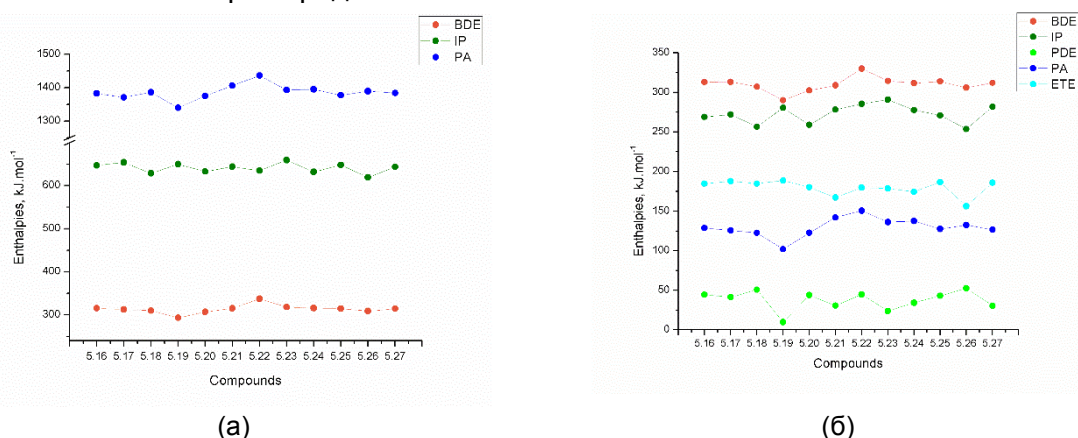 BDE
IP
PA
1500
1400
1300
600
500
400
300
Enthalpies, kJ.mol⁻¹
5.16 5.17 5.18 5.19 5.20 5.21 5.22 5.23 5.24 5.25 5.26 5.27
Compounds
(а)
BDE
IP
PDE
PA
ETE
350
300
250
200
150
100
50
0
Enthalpies, kJ.mol⁻¹
5.16 5.17 5.18 5.19 5.20 5.21 5.22 5.23 5.24 5.25 5.26 5.27
Compounds
(б)